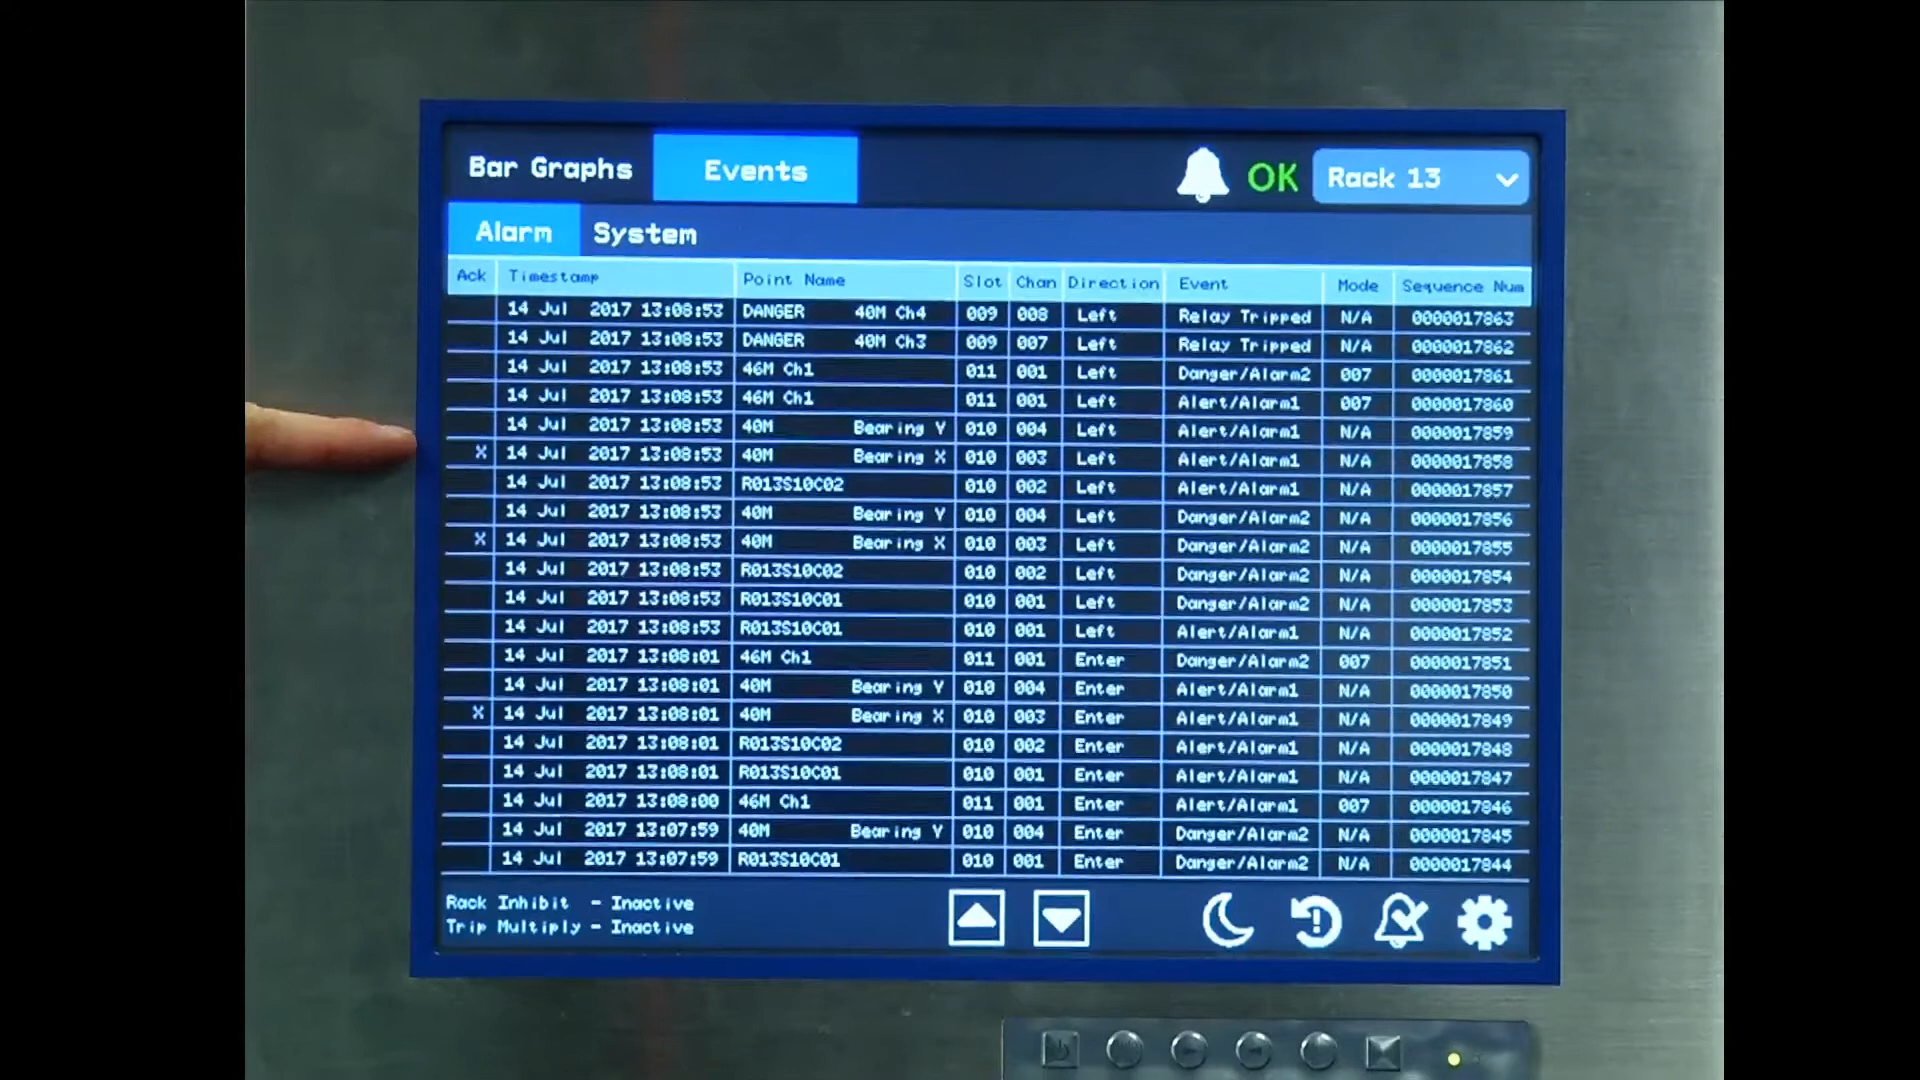 Bar Graphs Events OK Rack 13
Alarm System
Ack Timestamp Point Name Slot Chan Direction Event Mode Sequence Num
14 Jul 2017 13:08:53 DANGER 40M Ch4 009 008 Left Relay Tripped N/A 0000017863
14 Jul 2017 13:08:53 DANGER 40M Ch3 009 007 Left Relay Tripped N/A 0000017862
14 Jul 2017 13:08:53 46M Ch1 011 001 Left Danger/Alarm2 007 0000017861
14 Jul 2017 13:08:53 46M Ch1 011 001 Left Alert/Alarm1 007 0000017860
14 Jul 2017 13:08:53 40M Bearing Y 010 004 Left Alert/Alarm1 N/A 0000017859
X 14 Jul 2017 13:08:53 40M Bearing X 010 003 Left Alert/Alarm1 N/A 0000017858
14 Jul 2017 13:08:53 R013S10C02 010 002 Left Alert/Alarm1 N/A 0000017857
14 Jul 2017 13:08:53 40M Bearing Y 010 004 Left Danger/Alarm2 N/A 0000017856
X 14 Jul 2017 13:08:53 40M Bearing X 010 003 Left Danger/Alarm2 N/A 0000017855
14 Jul 2017 13:08:53 R013S10C02 010 002 Left Danger/Alarm2 N/A 0000017854
14 Jul 2017 13:08:53 R013S10C01 010 001 Left Danger/Alarm2 N/A 0000017853
14 Jul 2017 13:08:53 R013S10C01 010 001 Left Alert/Alarm1 N/A 0000017852
14 Jul 2017 13:08:01 46M Ch1 011 001 Enter Danger/Alarm2 007 0000017851
14 Jul 2017 13:08:01 40M Bearing Y 010 004 Enter Alert/Alarm1 N/A 0000017850
X 14 Jul 2017 13:08:01 40M Bearing X 010 003 Enter Alert/Alarm1 N/A 0000017849
14 Jul 2017 13:08:01 R013S10C02 010 002 Enter Alert/Alarm1 N/A 0000017848
14 Jul 2017 13:08:01 R013S10C01 010 001 Enter Alert/Alarm1 N/A 0000017847
14 Jul 2017 13:08:00 46M Ch1 011 001 Enter Alert/Alarm1 007 0000017846
14 Jul 2017 13:07:59 40M Bearing Y 010 004 Enter Danger/Alarm2 N/A 0000017845
14 Jul 2017 13:07:59 R013S10C01 010 001 Enter Danger/Alarm2 N/A 0000017844
Rack Inhibit - Inactive
Trip Multiply - Inactive